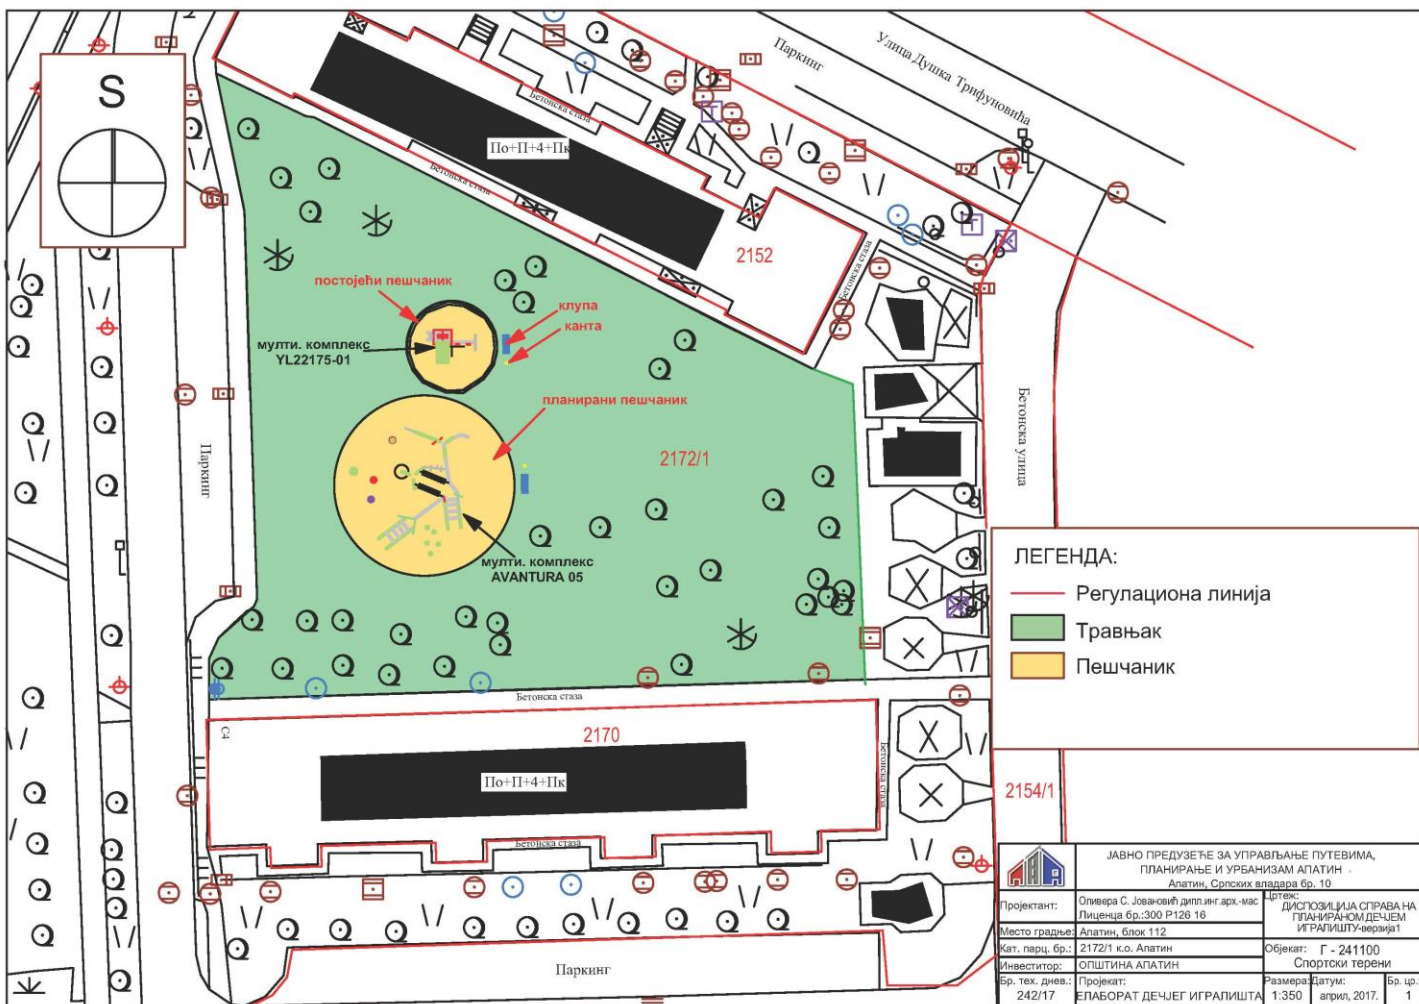 S
Паркинг
Улица Душка Трифуновића
Бетонска стаза
По+П+4+Пк
Бетонска стаза
2152
Бетонска стаза
постојећи пешчаник
клупа
канта
мулти. комплекс
YL22175-01
планирани пешчаник
2172/1
Паркинг
Бетонска улица
мулти. комплекс
AVANTURA 05
ЛЕГЕНДА:
Регулациона линија
Травњак
Пешчаник
Бетонска стаза
С4
2170
По+П+4+Пк
Бетонска стаза
2154/1
Бетонска стаза
Паркинг
ЈАВНО ПРЕДУЗЕЋЕ ЗА УПРАВЉАЊЕ ПУТЕВИМА,
ПЛАНИРАЊЕ И УРБАНИЗАМ АПАТИН
Апатин, Српских владара бр. 10
Пројектант:
Оливера С. Јовановић дипл.инг.арх.-мас
Лиценца бр.:300 Р126 16
Цртеж:
ДИСПОЗИЦИЈА СПРАВА НА
ПЛАНИРАНОМ ДЕЧЈЕМ
ИГРАЛИШТУ-верзија1
Место градње:
Апатин, блок 112
Кат. парц. бр.:
2172/1 к.о. Апатин
Објекат: Г - 241100
Спортски терени
Инвеститор:
ОПШТИНА АПАТИН
Бр. тех. днев.:
242/17
Пројекат:
ЕЛАБОРАТ ДЕЧЈЕГ ИГРАЛИШТА
Размера:
1:350
Датум:
април, 2017.
Бр. цр.
1